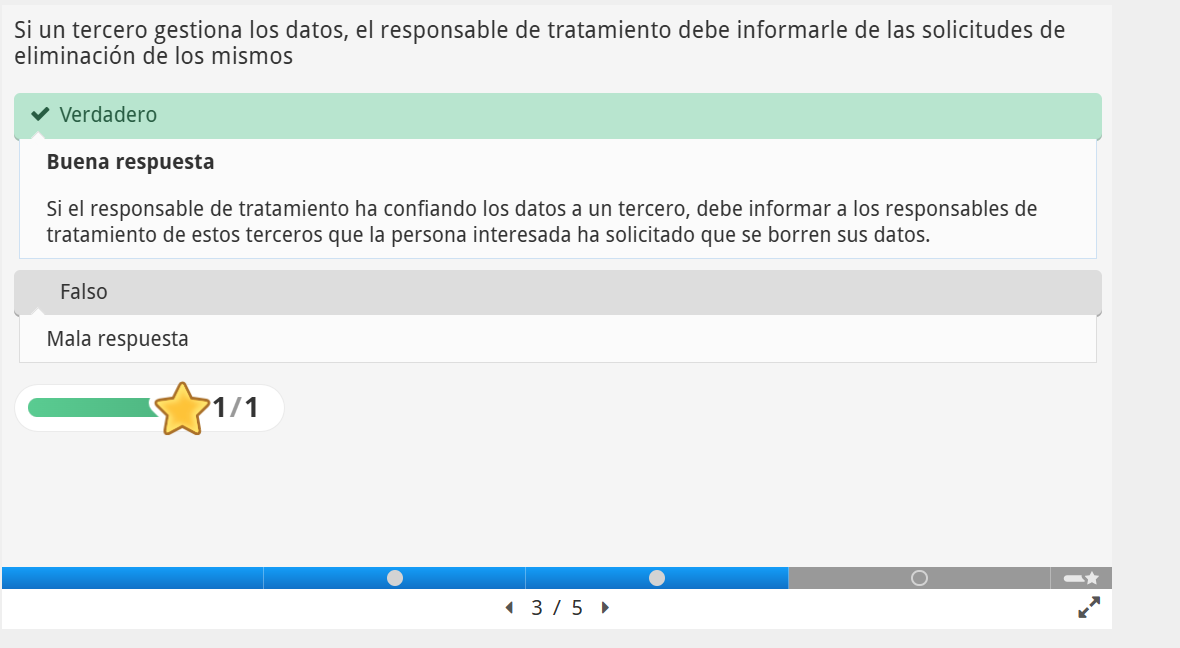 Si un tercero gestiona los datos, el responsable de tratamiento debe informarle de las solicitudes de
eliminación de los mismos
Verdadero
Buena respuesta
Si el responsable de tratamiento ha confiando los datos a un tercero, debe informar a los responsables de
tratamiento de estos terceros que la persona interesada ha solicitado que se borren sus datos.
Falso
Mala respuesta
1/1
3 / 5